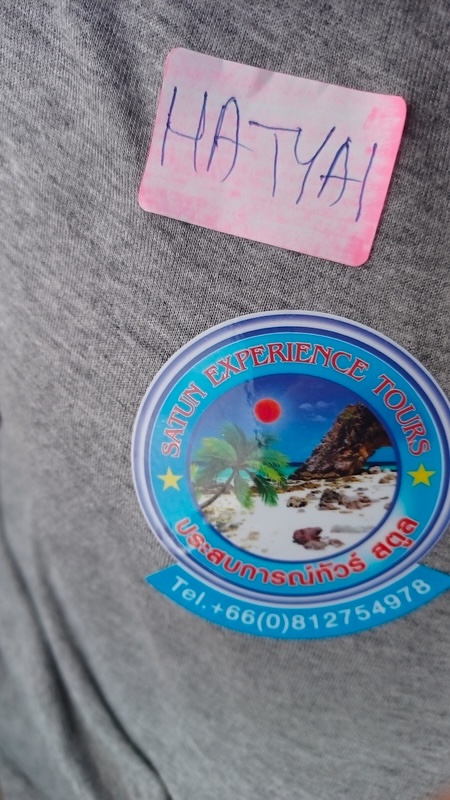 HATYAI
SATUN EXPERIENCE TOURS
ประสบการณ์ทัวร์ สตูล
Tel.+66(0)812754978